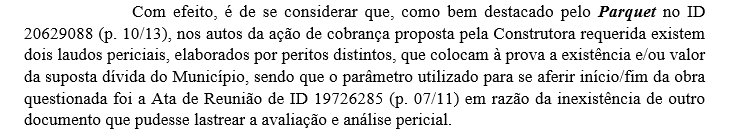 Com efeito, é de se considerar que, como bem destacado pelo Parquet no ID
20629088 (p. 10/13), nos autos da ação de cobrança proposta pela Construtora requerida existem
dois laudos periciais, elaborados por peritos distintos, que colocam à prova a existência e/ou valor
da suposta dívida do Município, sendo que o parâmetro utilizado para se aferir início/fim da obra
questionada foi a Ata de Reunião de ID 19726285 (p. 07/11) em razão da inexistência de outro
documento que pudesse lastrear a avaliação e análise pericial.